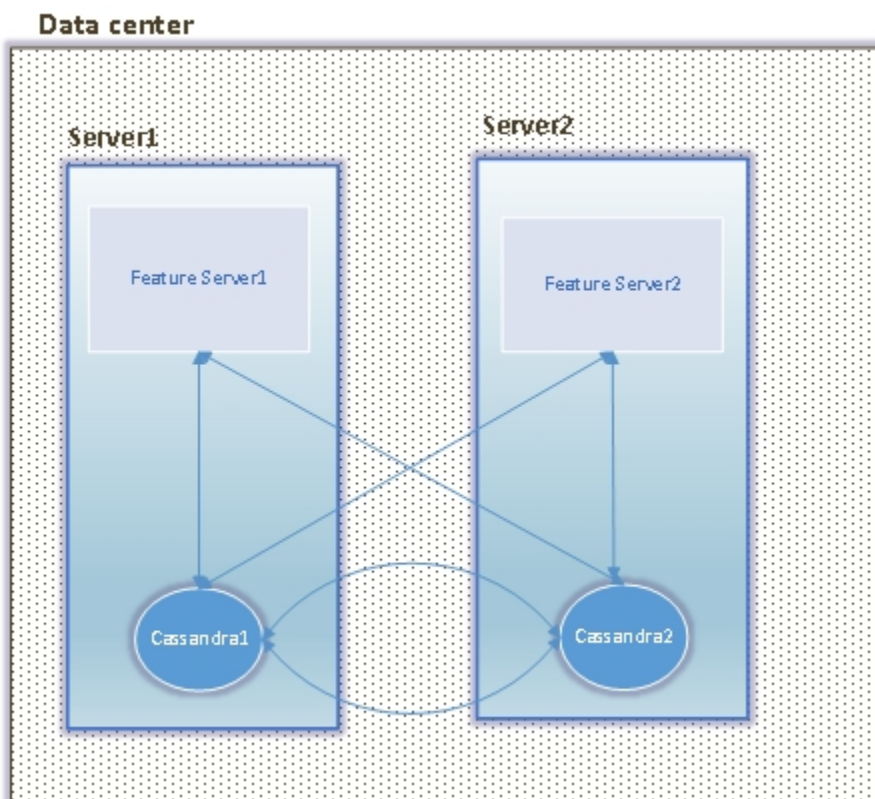 Data center
Server1
Server2
Feature Server1
Feature Server2
Cassandra1
Cassandra2